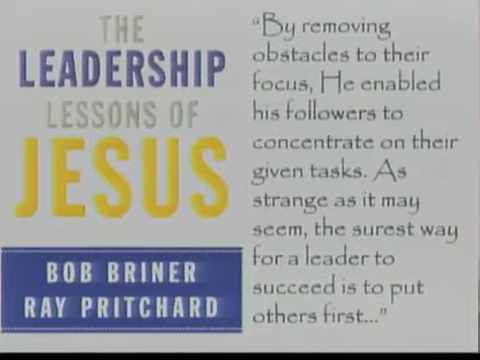 THE
LEADERSHIP
LESSONS OF
JESUS
BOB BRINER
RAY PRITCHARD
“By removing
obstacles to their
focus, He enabled
his followers to
concentrate on their
given tasks. As
strange as it may
seem, the surest way
for a leader to
succeed is to put
others first...”